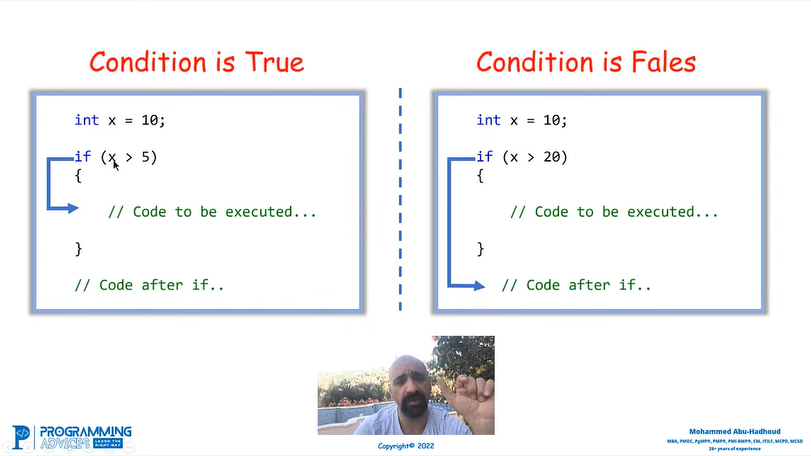 Condition is True
int x = 10;
if (x > 5)
{
// Code to be executed...
}
// Code after if..
Condition is Fales
int x = 10;
if (x > 20)
{
// Code to be executed...
}
// Code after if..
PROGRAMMING
ADVICES
LEARN THE
RIGHT WAY
Copyright© 2022
Mohammed Abu-Hadhoud
MBA, PMOC, PgMP®, PMP®, PMI-RMP®, CM, ITILF, MCPD, MCSD
26+ years of experience